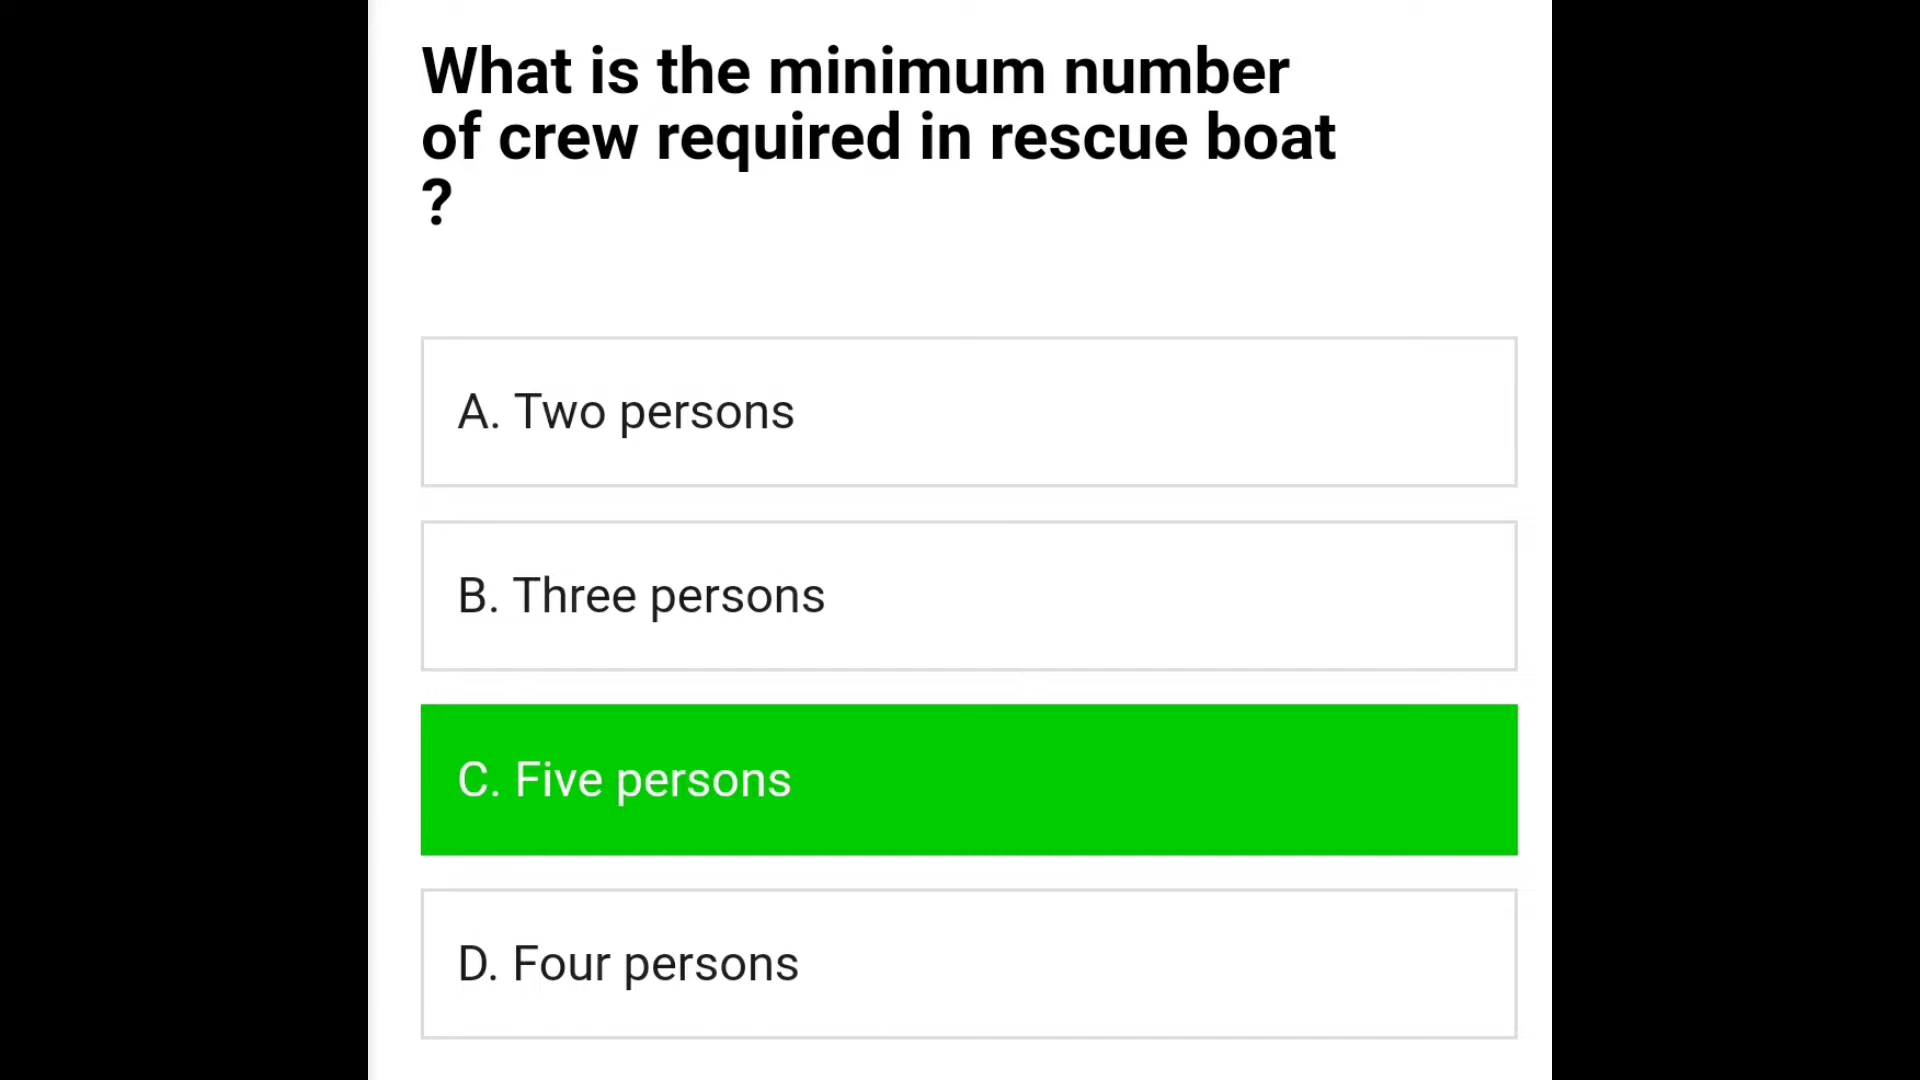 What is the minimum number
of crew required in rescue boat
?
A. Two persons
B. Three persons
C. Five persons
D. Four persons